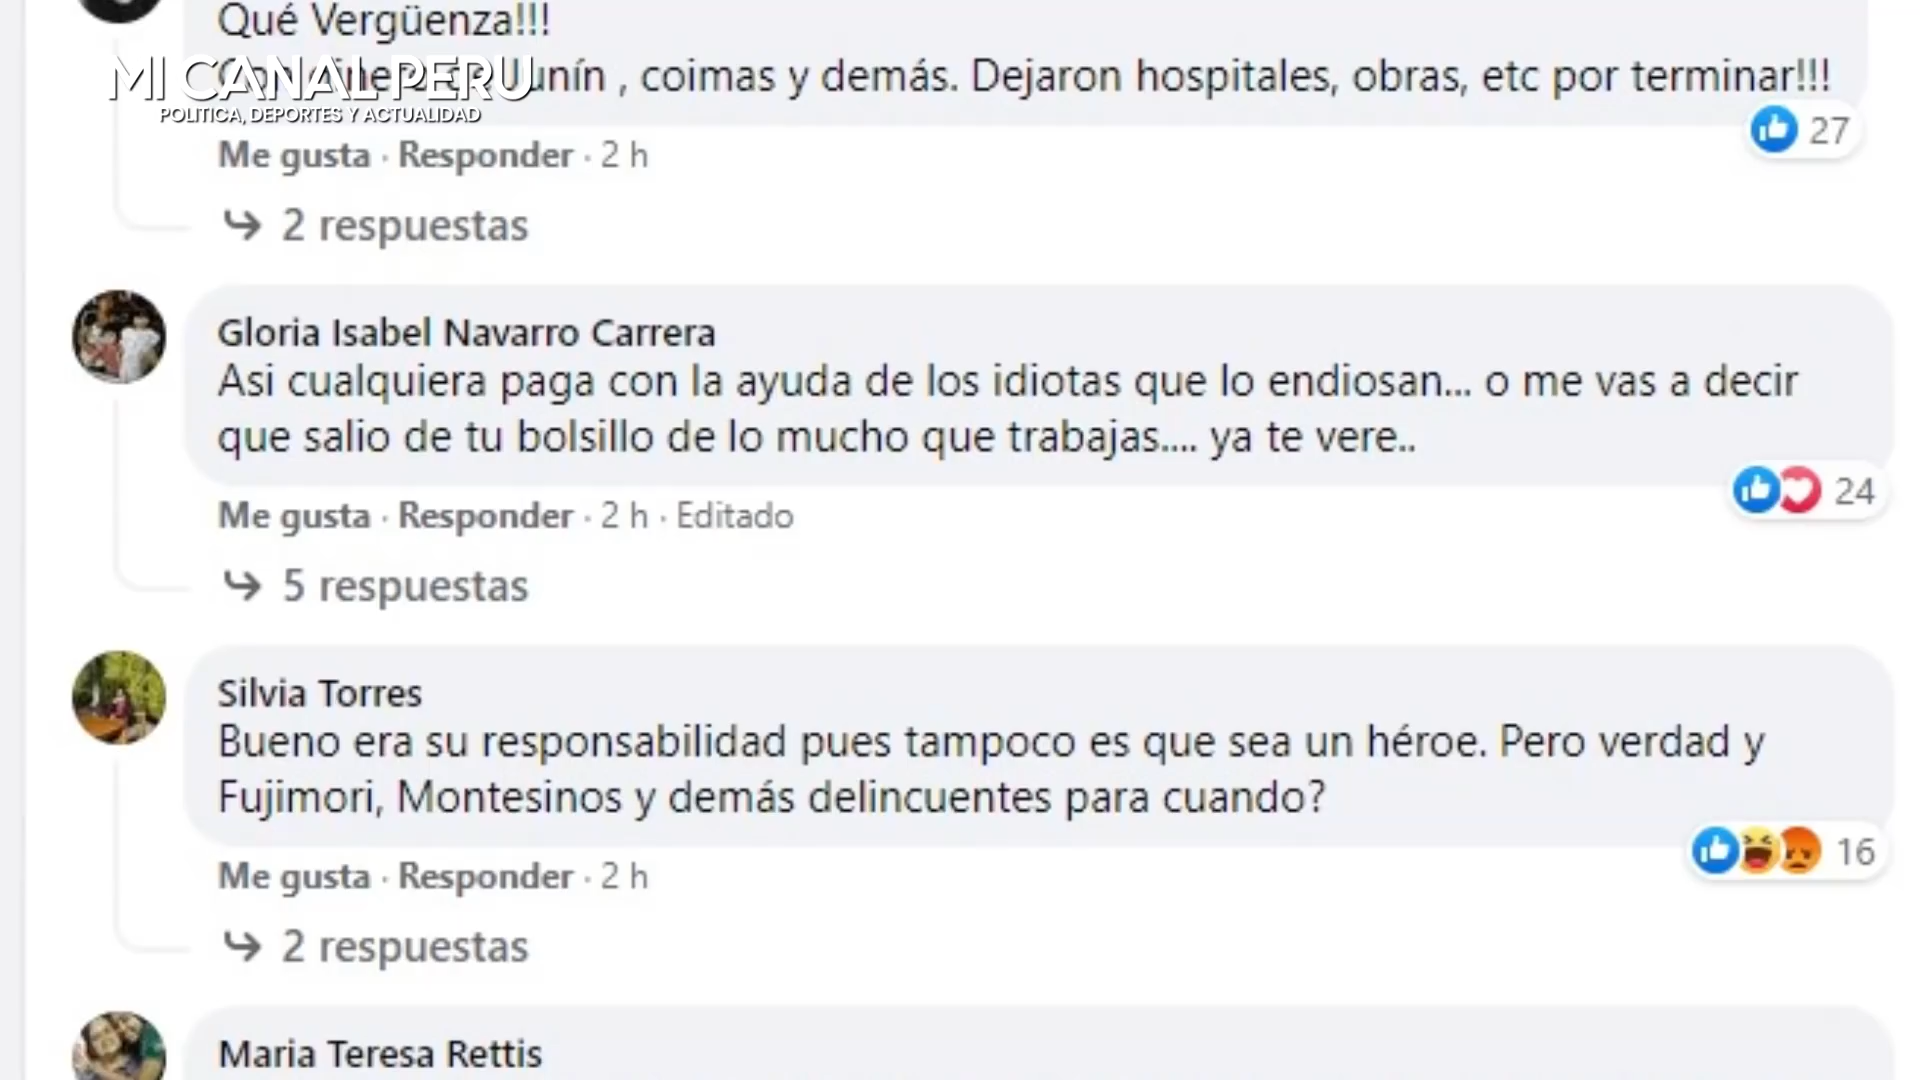 Qué Vergüenza!!!
MI CANAL PERU
POLITICA, DEPORTES Y ACTUALIDAD
Junín , coimas y demás. Dejaron hospitales, obras, etc por terminar!!!
27
Me gusta · Responder · 2 h
2 respuestas
Gloria Isabel Navarro Carrera
Asi cualquiera paga con la ayuda de los idiotas que lo endiosan... o me vas a decir
que salio de tu bolsillo de lo mucho que trabajas.... ya te vere..
24
Me gusta · Responder · 2 h · Editado
5 respuestas
Silvia Torres
Bueno era su responsabilidad pues tampoco es que sea un héroe. Pero verdad y
Fujimori, Montesinos y demás delincuentes para cuando?
16
Me gusta · Responder · 2 h
2 respuestas
Maria Teresa Rettis